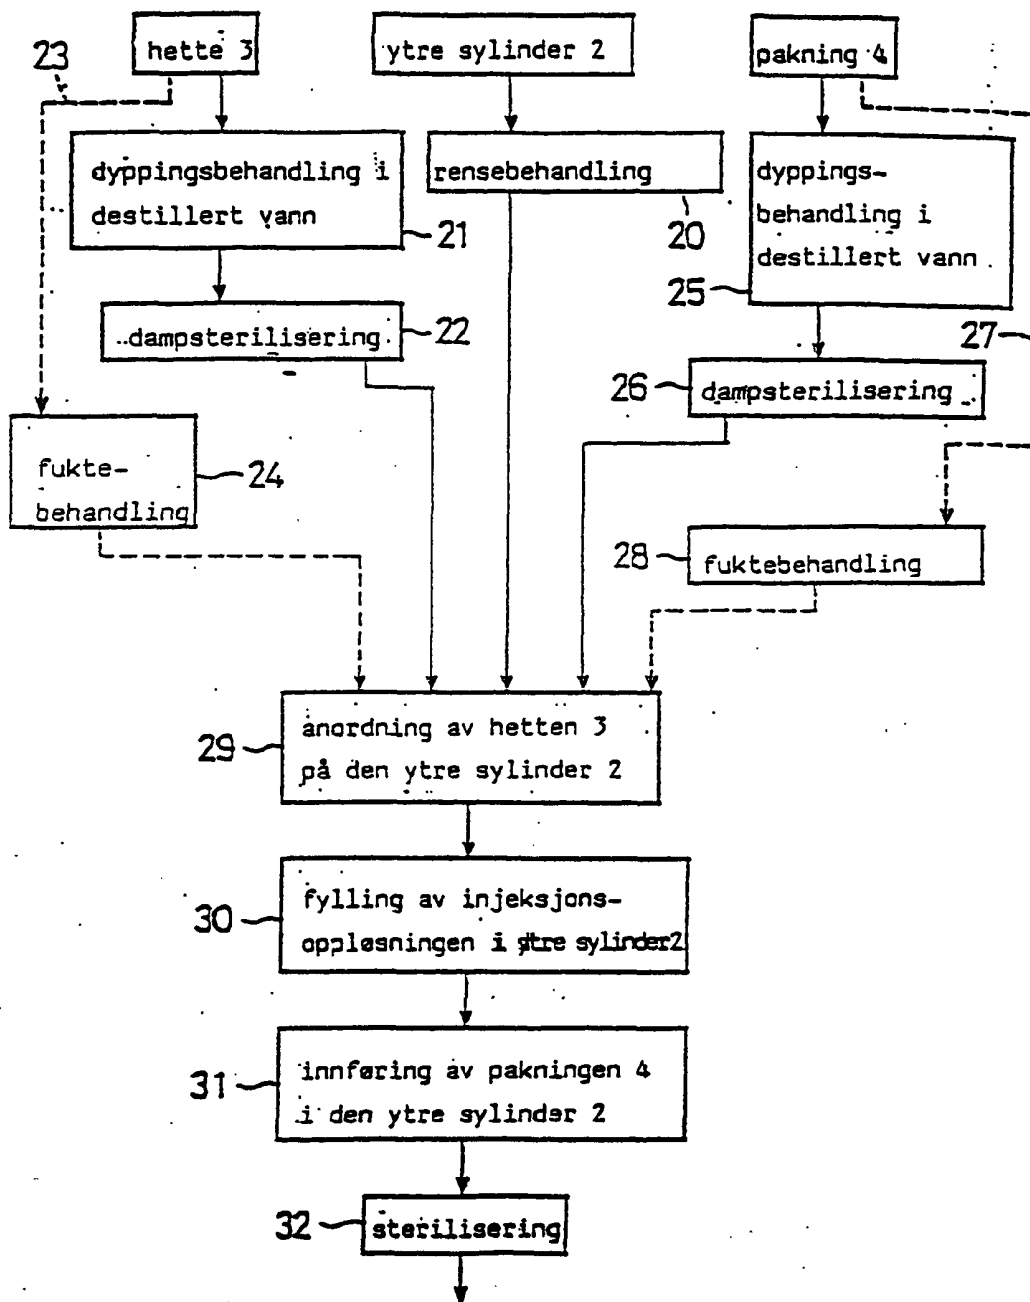 hette 3
ytre sylinder 2
pakning 4
23
dyppingsbehandling i
destillert vann
21
rensebehandling
20
dyppings-
behandling i
destillert vann
25
27
dampsterilisering
22
26
dampsterilisering
fukte-
behandling
24
28
fuktebehandling
29
anordning av hetten 3
på den ytre sylinder 2
30
fylling av injeksjons-
oppløsningen i ytre sylinder2
31
innføring av pakningen 4
i den ytre sylinder 2
32
sterilisering